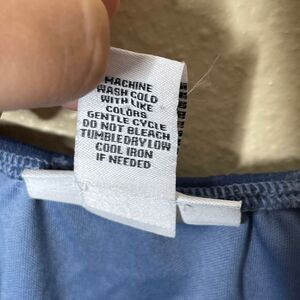 MACHINE
WASH COLD
WITH LIKE
COLORS
GENTLE CYCLE
DO NOT BLEACH
TUMBLE DRY LOW
COOL IRON
IF NEEDED